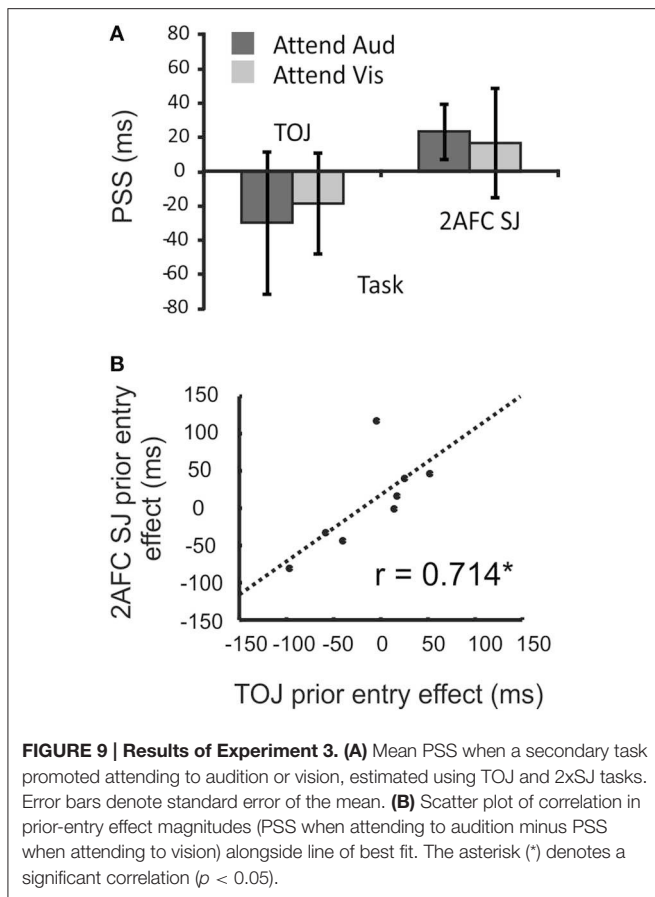 A
80
60
40
20
0
-20
-40
-60
-80
PSS (ms)
Attend Aud
Attend Vis
TOJ
2AFC SJ
Task
B
150
100
50
0
-50
-100
-150
2AFC SJ prior entry
effect (ms)
r = 0.714*
-150 -100 -50 0 50 100 150
TOJ prior entry effect (ms)
FIGURE 9 | Results of Experiment 3. (A) Mean PSS when a secondary task
promoted attending to audition or vision, estimated using TOJ and 2xSJ tasks.
Error bars denote standard error of the mean. (B) Scatter plot of correlation in
prior-entry effect magnitudes (PSS when attending to audition minus PSS
when attending to vision) alongside line of best fit. The asterisk (*) denotes a
significant correlation (p < 0.05).